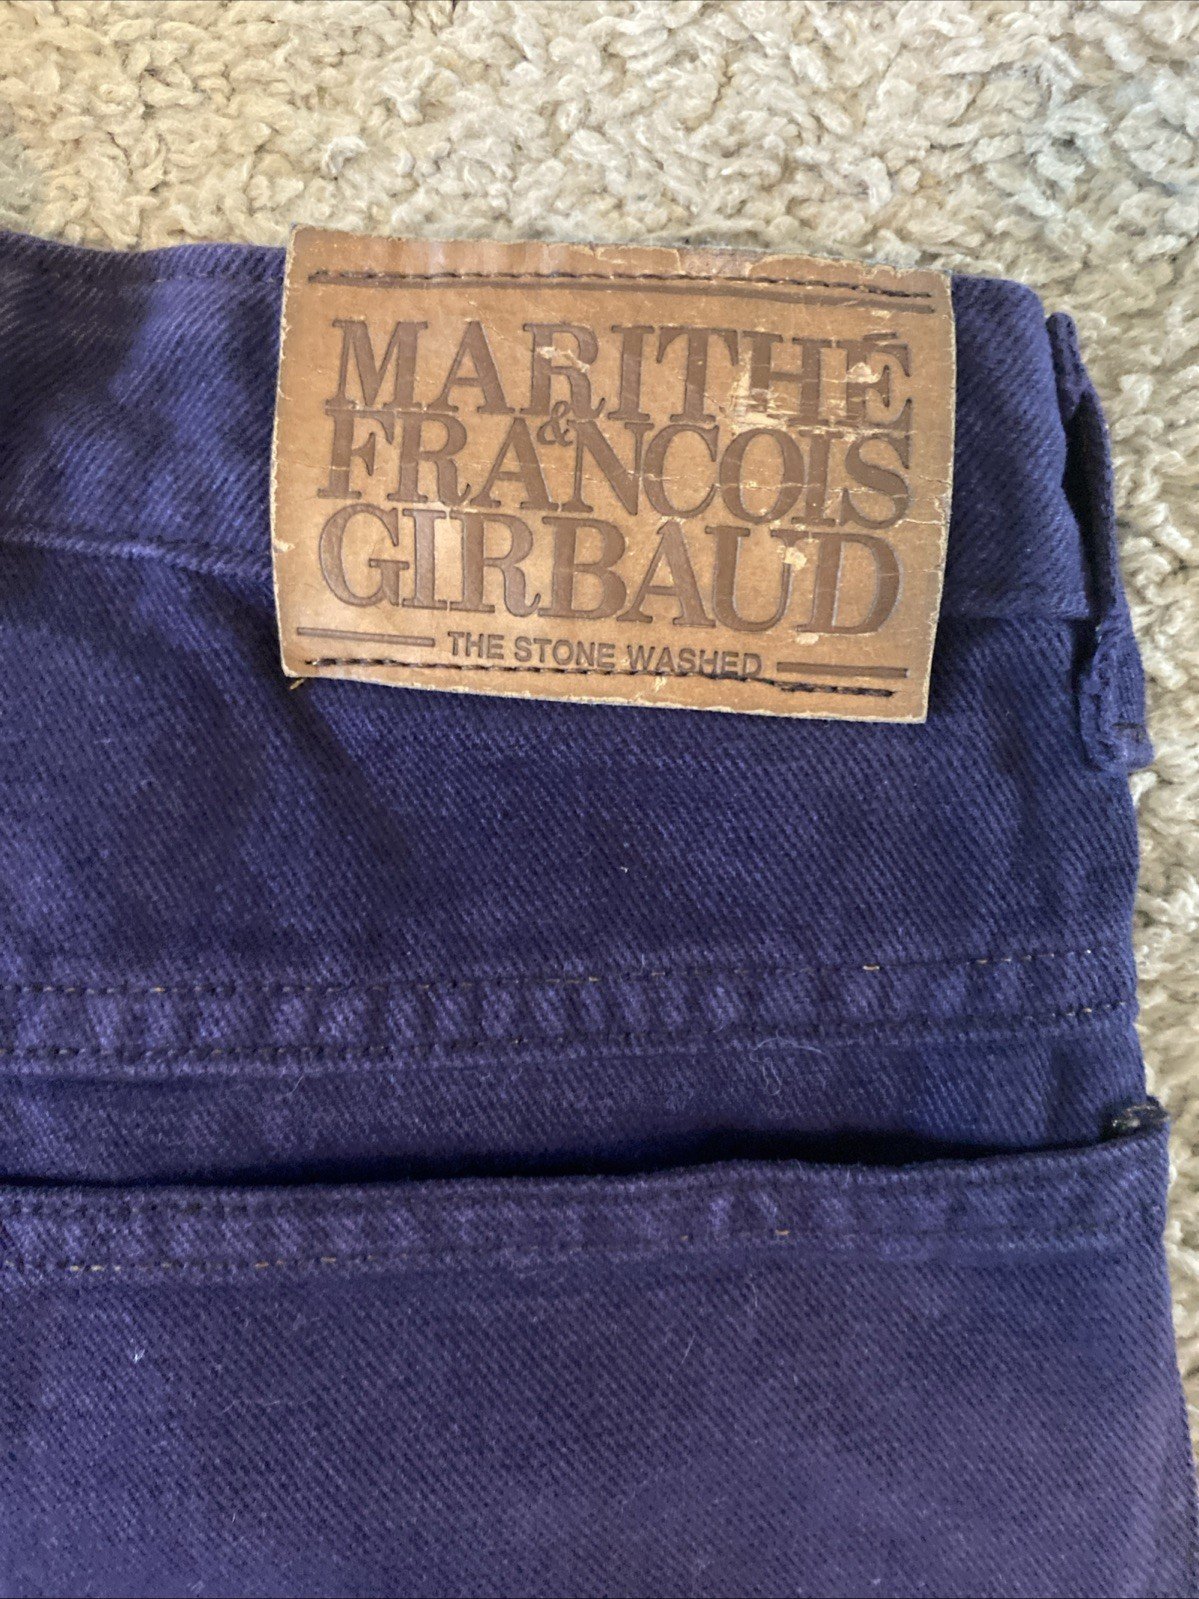 MARITHÉ
&
FRANCOIS
GIRBAUD
THE STONE WASHED